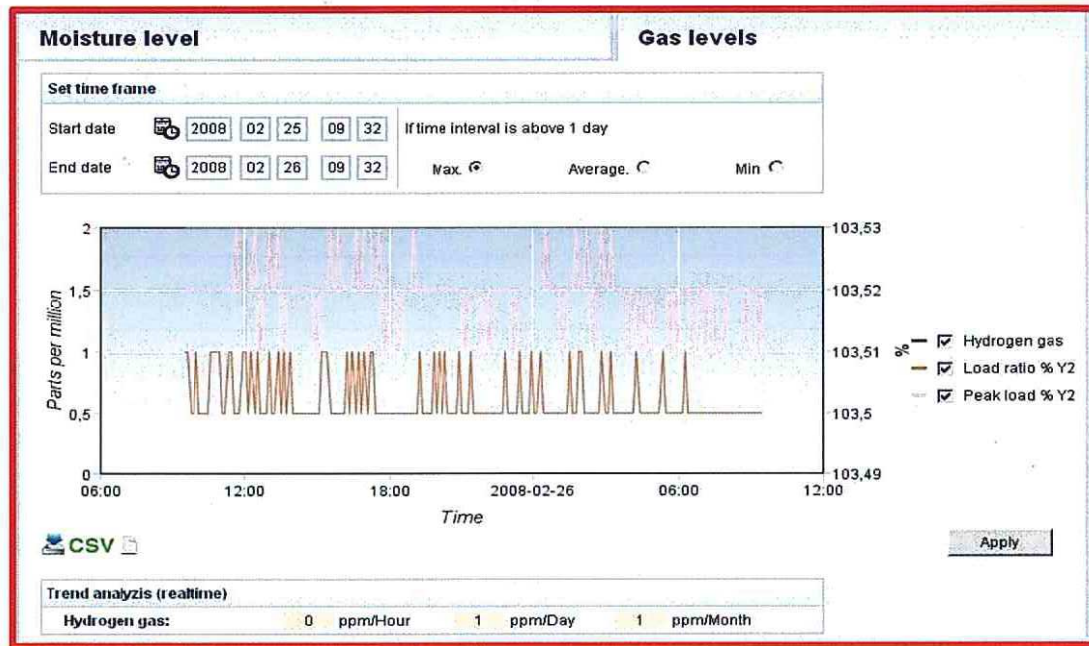 Moisture level
Gas levels
Set time frame
Start date 2008 02 25 09 32 If time interval is above 1 day
End date 2008 02 26 09 32 Max. Average. Min
Parts per million
2
1,5
1
0,5
0
06:00 12:00 18:00 2008-02-26 06:00 12:00
Time
103,53
103,52
103,51
103,5
103,49
%
Hydrogen gas
Load ratio % Y2
Peak load % Y2
CSV
Apply
Trend analyzis (realtime)
Hydrogen gas: 0 ppm/Hour 1 ppm/Day 1 ppm/Month